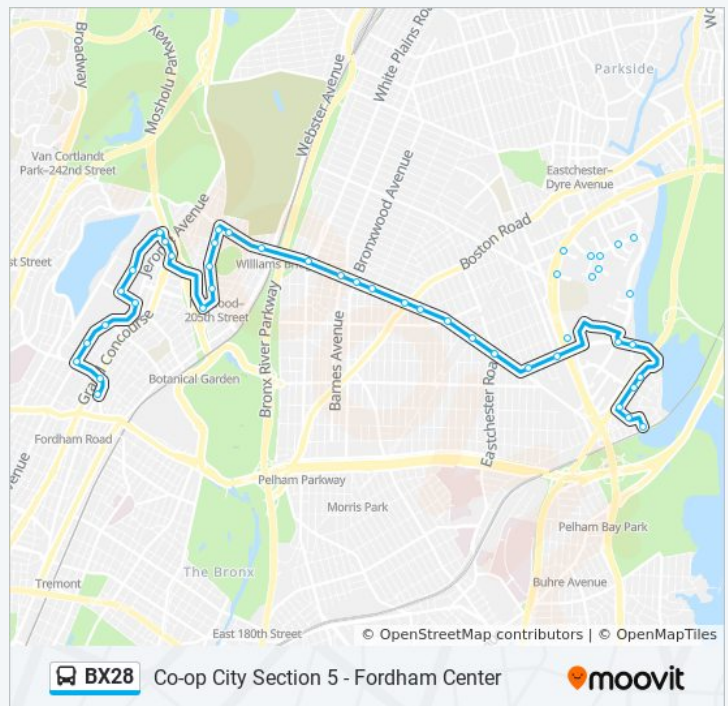 Broadway
Mosholu Parkway
White Plains Road
Webster Avenue
Parkside
Van Cortlandt
Park–242nd Street
Eastchester–
Dyre Avenue
Bronxwood Avenue
Jerome Avenue
Boston Road
st Street
Williams Bri
wood–
205th Street
Grand Concourse
Bronx River Parkway
Barnes Avenue
Botanical Garden
Eastchester Road
Fordham Road
venue
Pelham Parkway
Morris Park
Pelham Bay Park
Tremont
The Bronx
Buhre Avenue
East 180th Street
© OpenStreetMap contributors | © OpenMapTiles
BX28 Co-op City Section 5 - Fordham Center
moovit